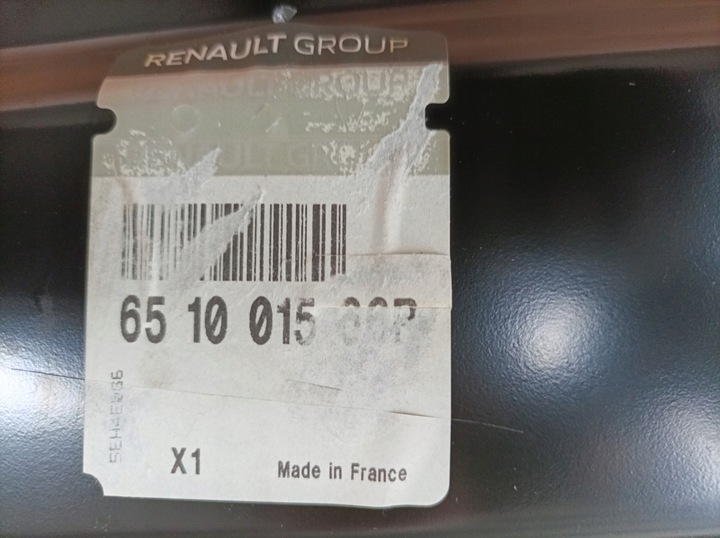 RENAULT GROUP
65 10 015
X1
Made in France